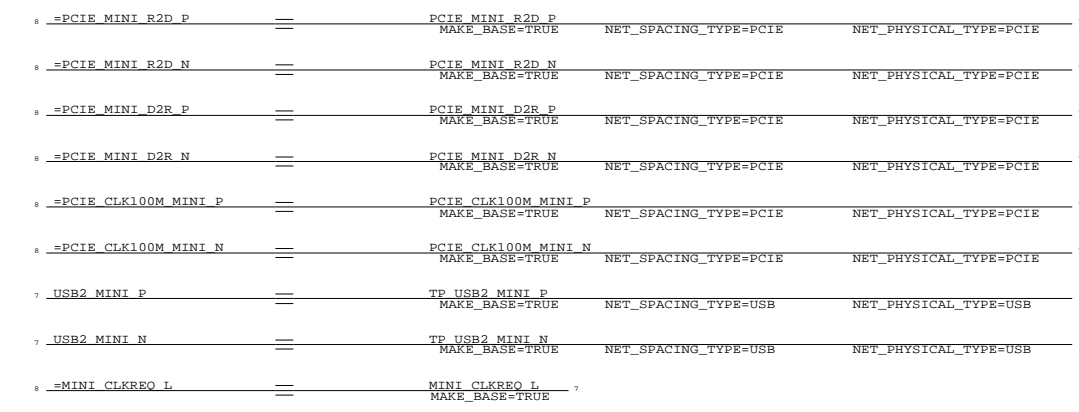 8 =PCIE_MINI_R2D_P PCIE_MINI_R2D_P
MAKE_BASE=TRUE NET_SPACING_TYPE=PCIE NET_PHYSICAL_TYPE=PCIE
8 =PCIE_MINI_R2D_N PCIE_MINI_R2D_N
MAKE_BASE=TRUE NET_SPACING_TYPE=PCIE NET_PHYSICAL_TYPE=PCIE
8 =PCIE_MINI_D2R_P PCIE_MINI_D2R_P
MAKE_BASE=TRUE NET_SPACING_TYPE=PCIE NET_PHYSICAL_TYPE=PCIE
8 =PCIE_MINI_D2R_N PCIE_MINI_D2R_N
MAKE_BASE=TRUE NET_SPACING_TYPE=PCIE NET_PHYSICAL_TYPE=PCIE
8 =PCIE_CLK100M_MINI_P PCIE_CLK100M_MINI_P
MAKE_BASE=TRUE NET_SPACING_TYPE=PCIE NET_PHYSICAL_TYPE=PCIE
8 =PCIE_CLK100M_MINI_N PCIE_CLK100M_MINI_N
MAKE_BASE=TRUE NET_SPACING_TYPE=PCIE NET_PHYSICAL_TYPE=PCIE
7 USB2_MINI_P TP_USB2_MINI_P
MAKE_BASE=TRUE NET_SPACING_TYPE=USB NET_PHYSICAL_TYPE=USB
7 USB2_MINI_N TP_USB2_MINI_N
MAKE_BASE=TRUE NET_SPACING_TYPE=USB NET_PHYSICAL_TYPE=USB
8 =MINI_CLKREQ_L MINI_CLKREQ_L 7
MAKE_BASE=TRUE